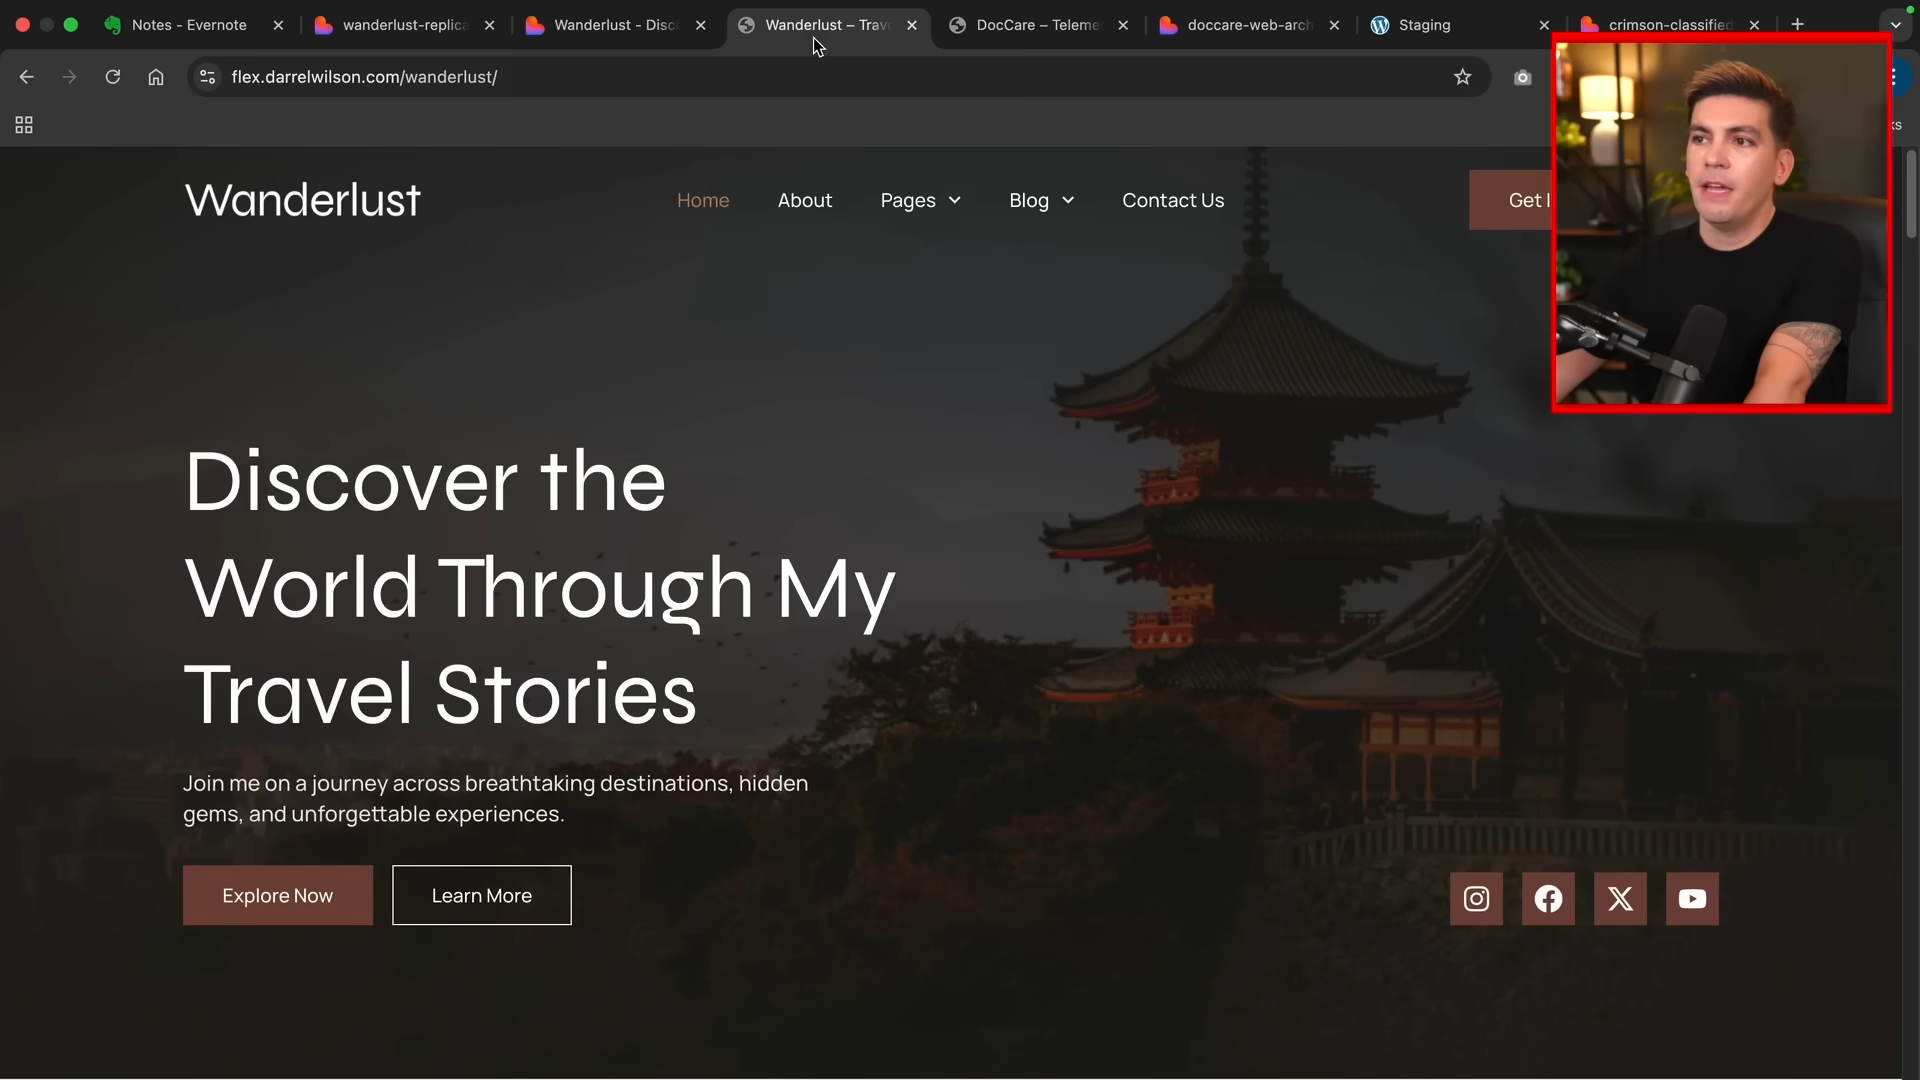 Notes - Evernote
wanderlust-replica
Wanderlust - Disco
Wanderlust – Trav
DocCare – Teleme
doccare-web-arch
Staging
crimson-classified
flex.darrelwilson.com/wanderlust/
Wanderlust
Home
About
Pages
Blog
Contact Us
Get
Discover the
World Through My
Travel Stories
Join me on a journey across breathtaking destinations, hidden
gems, and unforgettable experiences.
Explore Now
Learn More